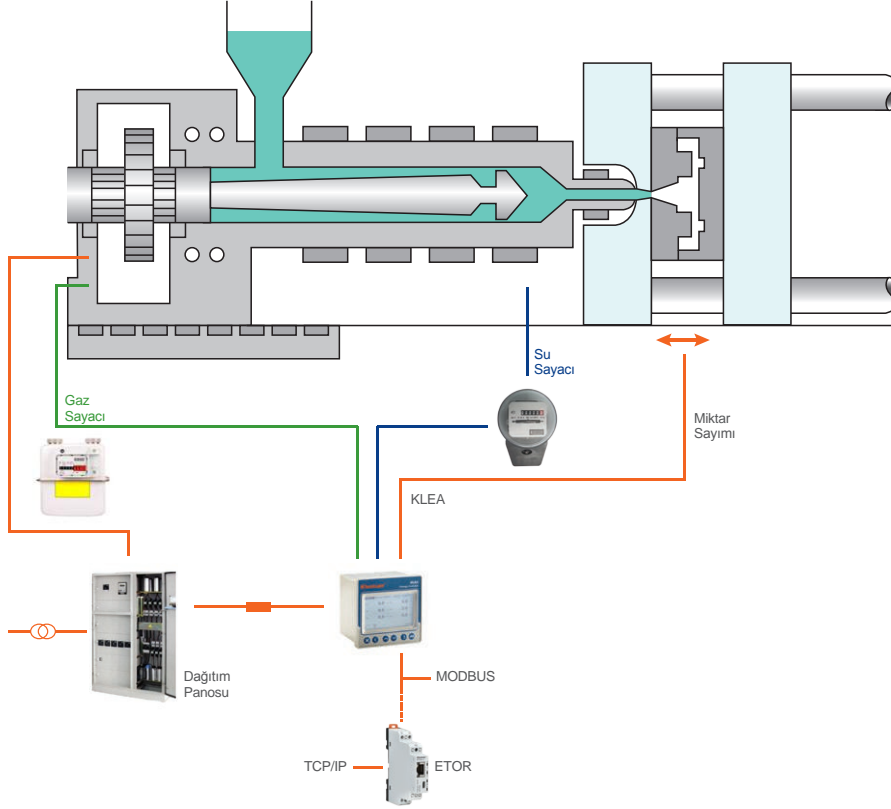 Su
Sayacı
Gaz
Sayacı
Miktar
Sayımı
KLEA
Dağıtım
Panosu
MODBUS
TCP/IP
ETOR